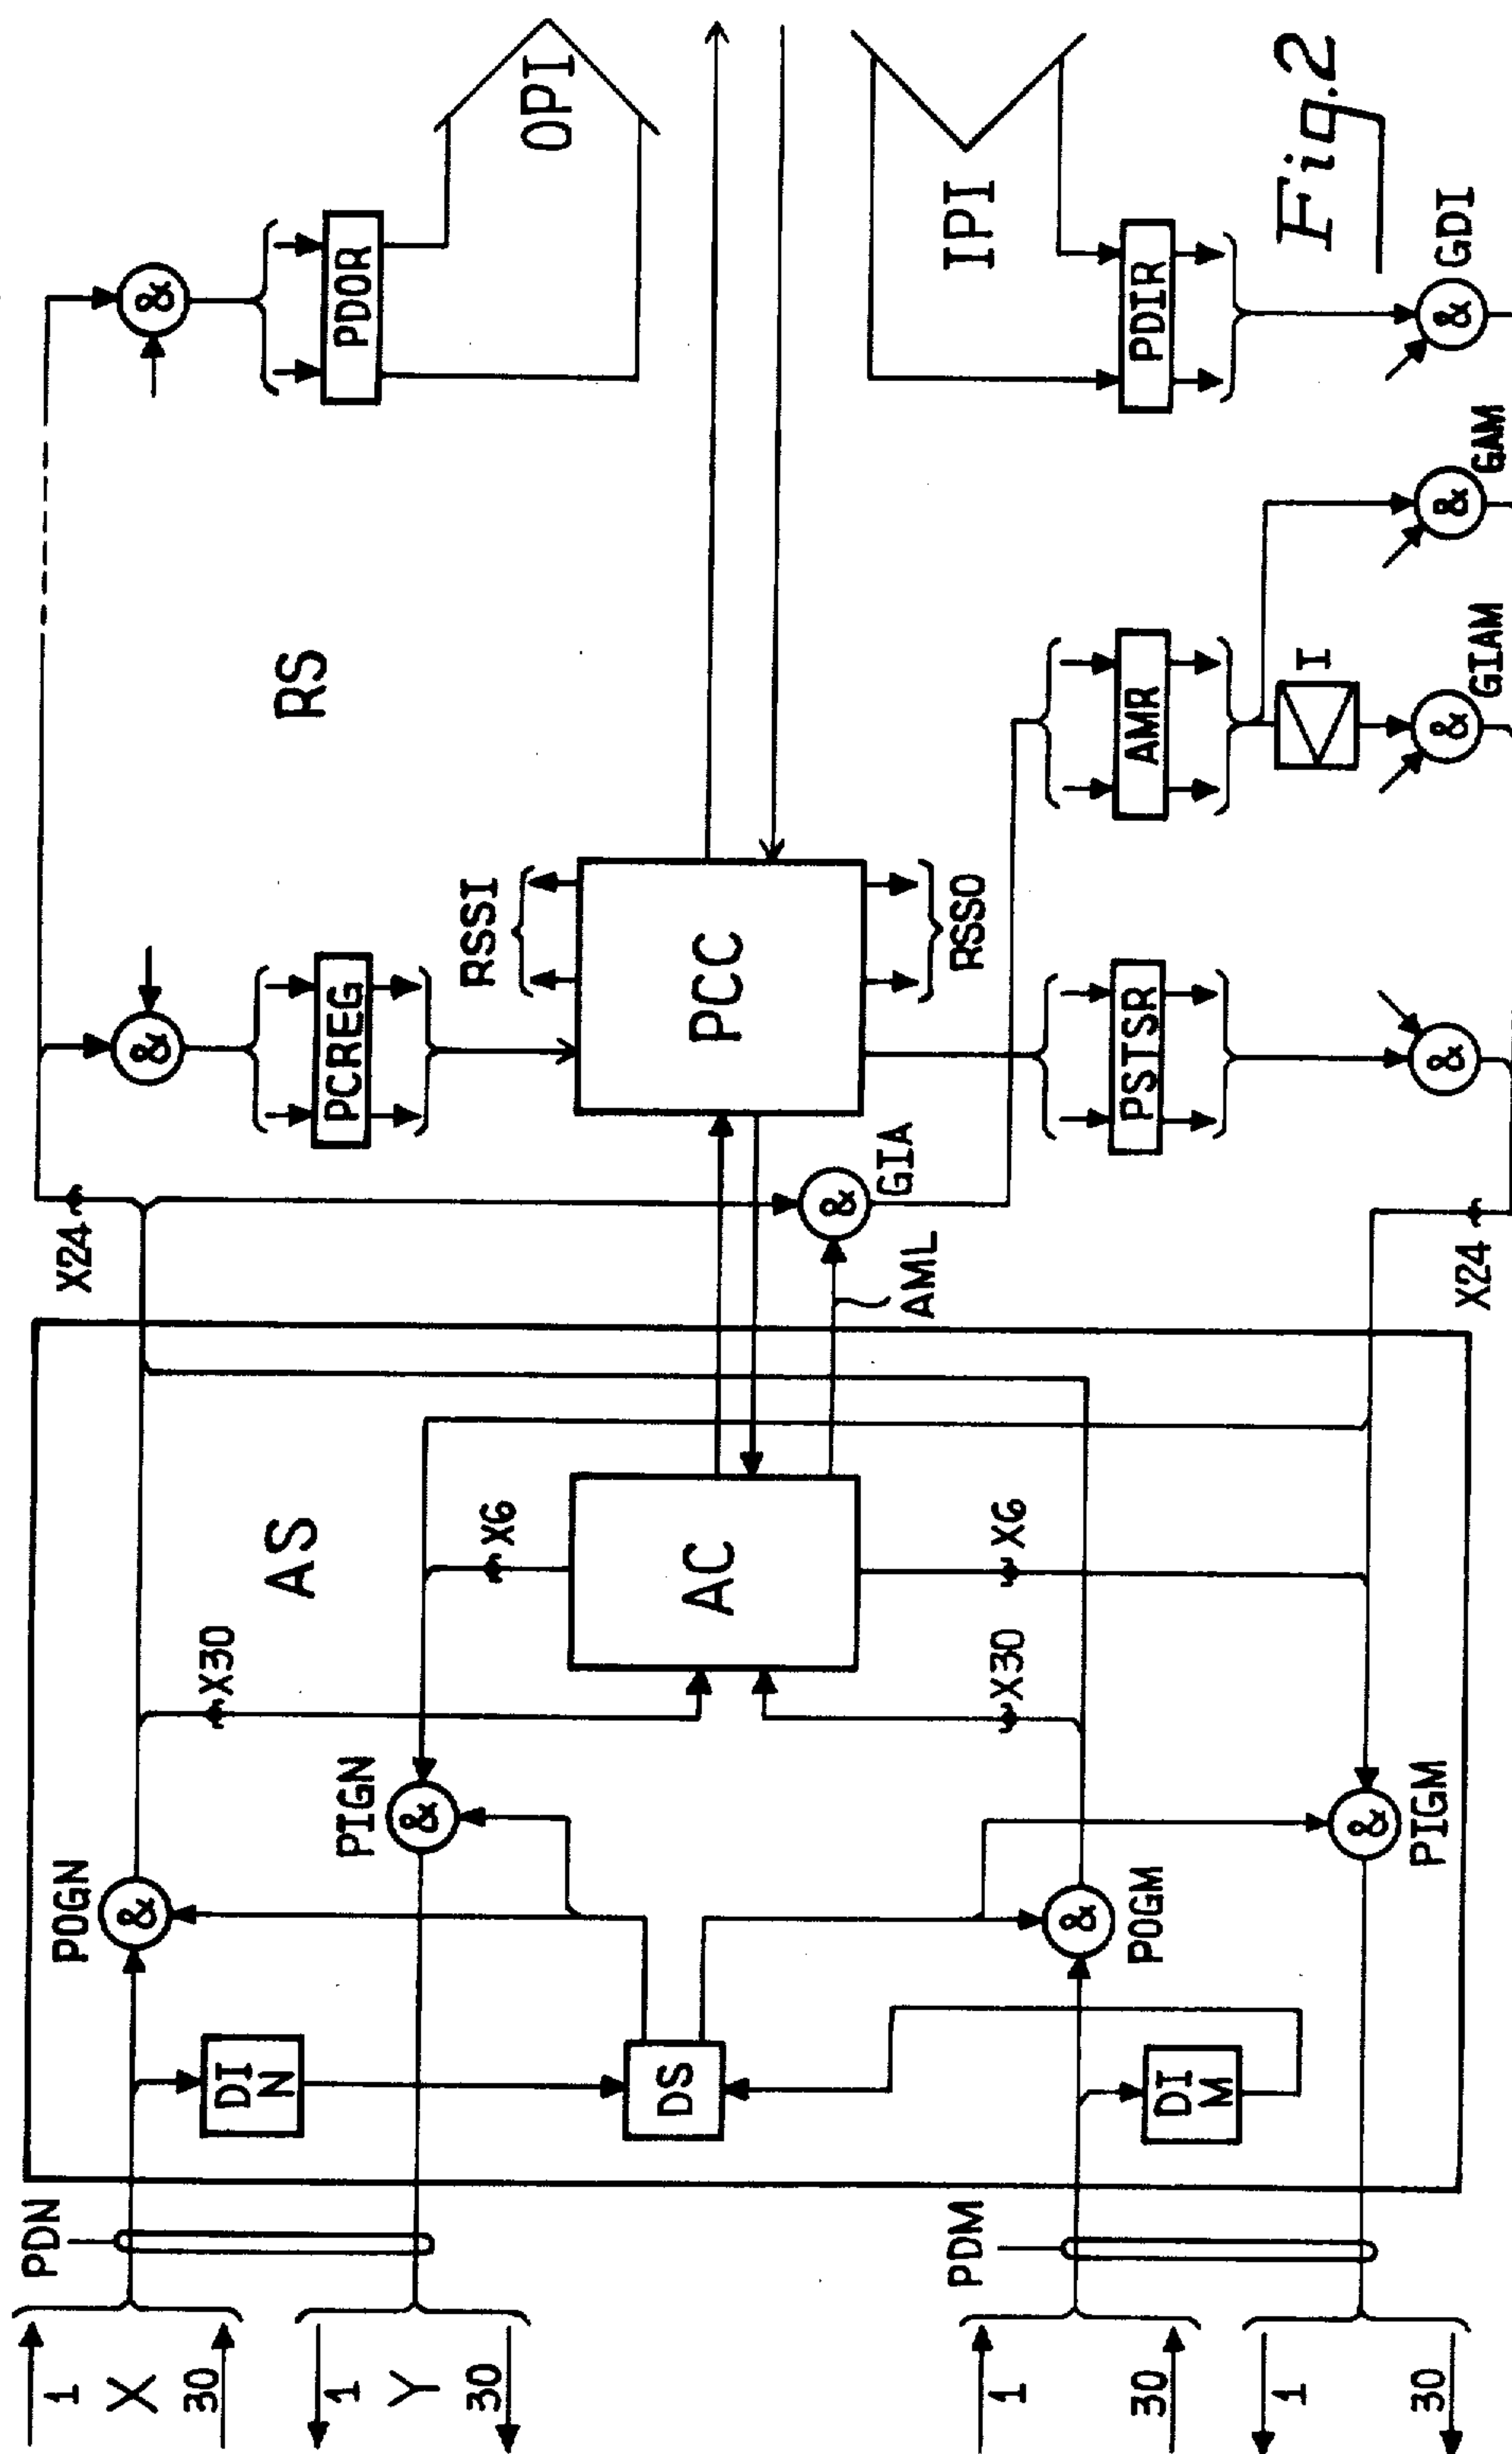 PDN
1
X
30
1
Y
30
PDM
1
30
1
30
POGN
&
DI
N
PIGN
&
DS
POGM
&
DI
M
PIGM
&
AS
X30
X6
AC
X30
X6
X24
AML
GIA
&
X24
RS
&
PCREG
RSSI
PCC
RSSO
PSTSR
&
AMR
I
&
GIAM
&
GAM
&
PDOR
OPI
IPI
PDIR
&
GDI
Fig.2